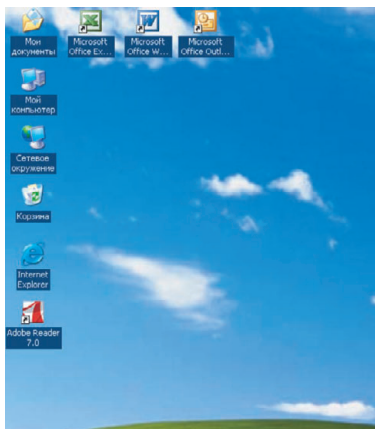 Мои
документы
Microsoft
Office Ex...
Microsoft
Office W...
Microsoft
Office Outl...
Мой
компьютер
Сетевое
окружение
Корзина
Internet
Explorer
Adobe Reader
7.0